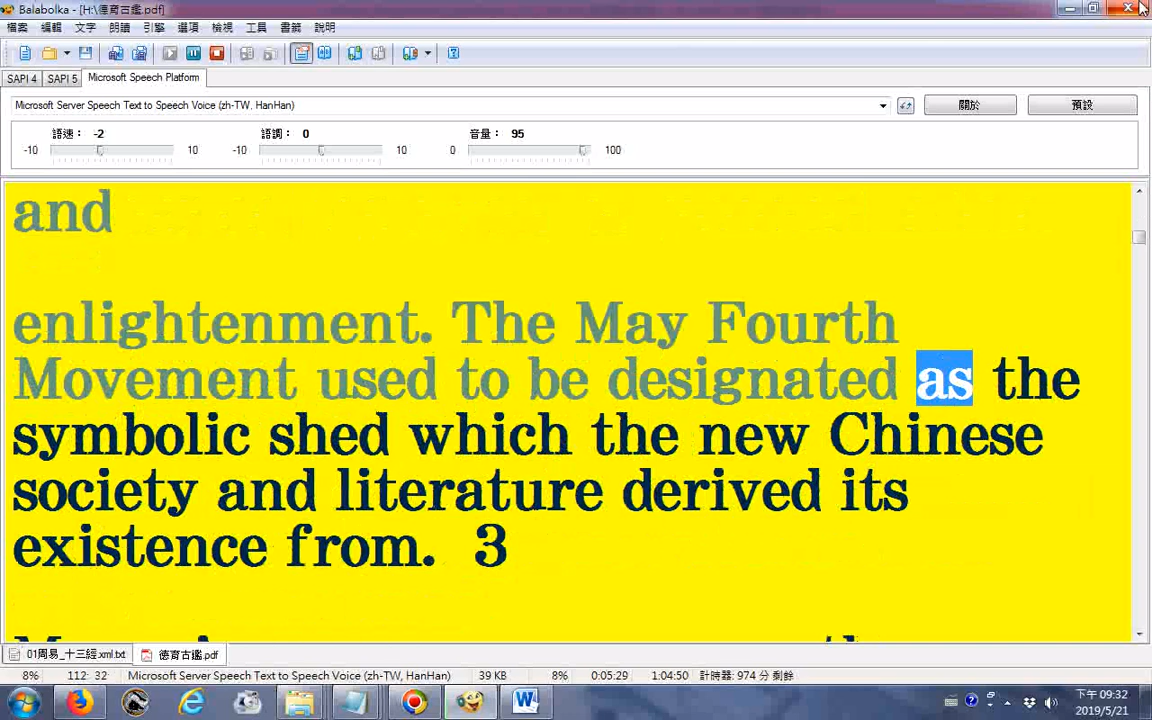 Balabolka - [H:\德育古鑑.pdf]
檔案 編輯 文字 朗讀 引擎 選項 檢視 工具 書籤 說明
SAPI 4 SAPI 5 Microsoft Speech Platform
Microsoft Server Speech Text to Speech Voice (zh-TW, HanHan) 關於 預設
語速： -2 語調： 0 音量： 95
-10 10 -10 10 0 100
and
enlightenment. The May Fourth
Movement used to be designated as the
symbolic shed which the new Chinese
society and literature derived its
existence from. 3
01周易_十三經.xml.txt 德育古鑑.pdf
8% 112: 32 Microsoft Server Speech Text to Speech Voice (zh-TW, HanHan) 39 KB 8% 0:05:29 1:04:50 計時器: 974 分 剩餘
下午 09:32
2019/5/21